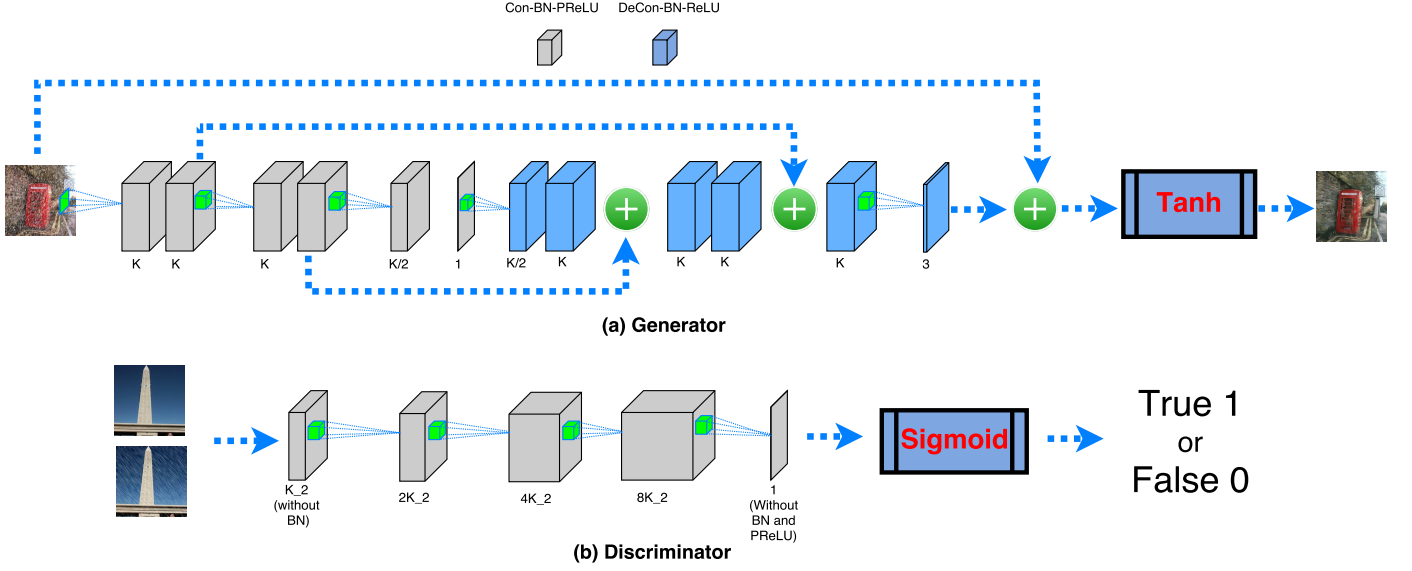 Con-BN-PReLU DeCon-BN-ReLU
K K K K/2 1 K/2 K K K K 3
Tanh
(a) Generator
K_2
(without
BN)
2K_2
4K_2
8K_2
1
(Without
BN and
PReLU)
Sigmoid
True 1
or
False 0
(b) Discriminator